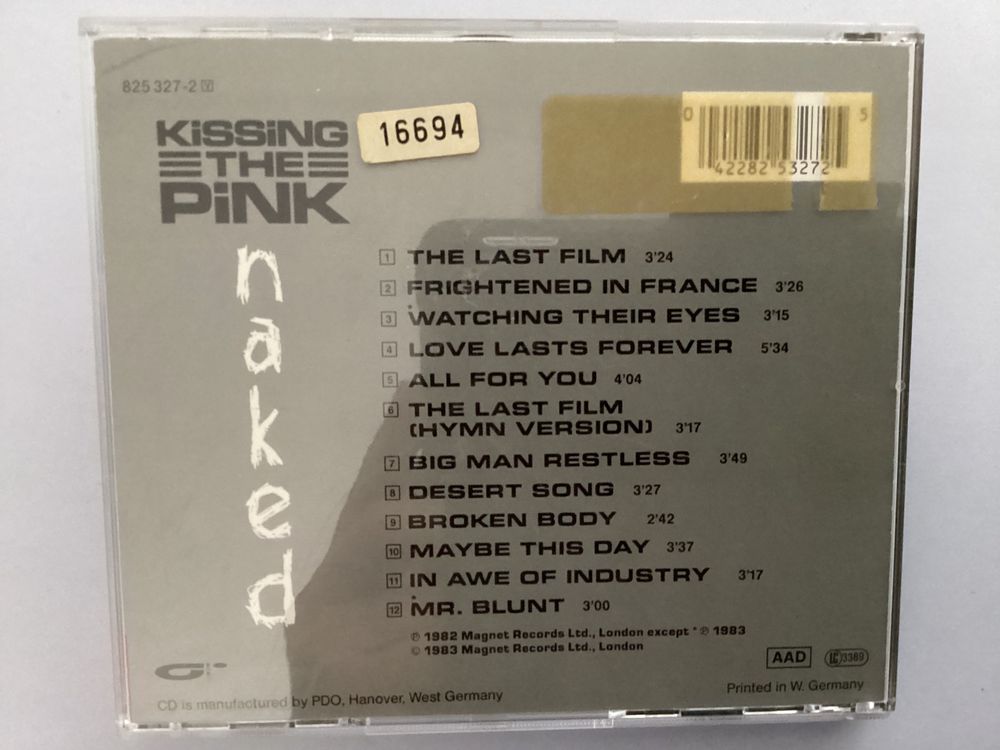 825 327-2 Y
KiSSiNG
THE
PiNK
16694
0 42282 53272 5
naked
1 THE LAST FILM 3'24
2 FRIGHTENED IN FRANCE 3'26
3 *WATCHING THEIR EYES 3'15
4 LOVE LASTS FOREVER 5'34
5 ALL FOR YOU 4'04
6 THE LAST FILM
(HYMN VERSION) 3'17
7 BIG MAN RESTLESS 3'49
8 DESERT SONG 3'27
9 BROKEN BODY 2'42
10 MAYBE THIS DAY 3'37
11 IN AWE OF INDUSTRY 3'17
12 *MR. BLUNT 3'00
℗ 1982 Magnet Records Ltd., London except * ℗ 1983
© 1983 Magnet Records Ltd., London
AAD LC 3389
CD is manufactured by PDO, Hanover, West Germany
Printed in W. Germany